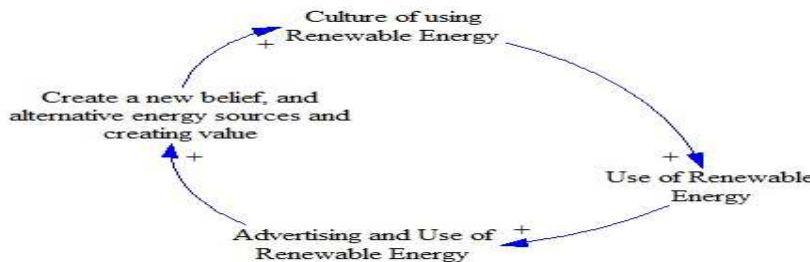 Culture of using
Renewable Energy
+
Create a new belief, and
alternative energy sources and
creating value
+
+
Use of Renewable
Energy
+
Advertising and Use of
Renewable Energy